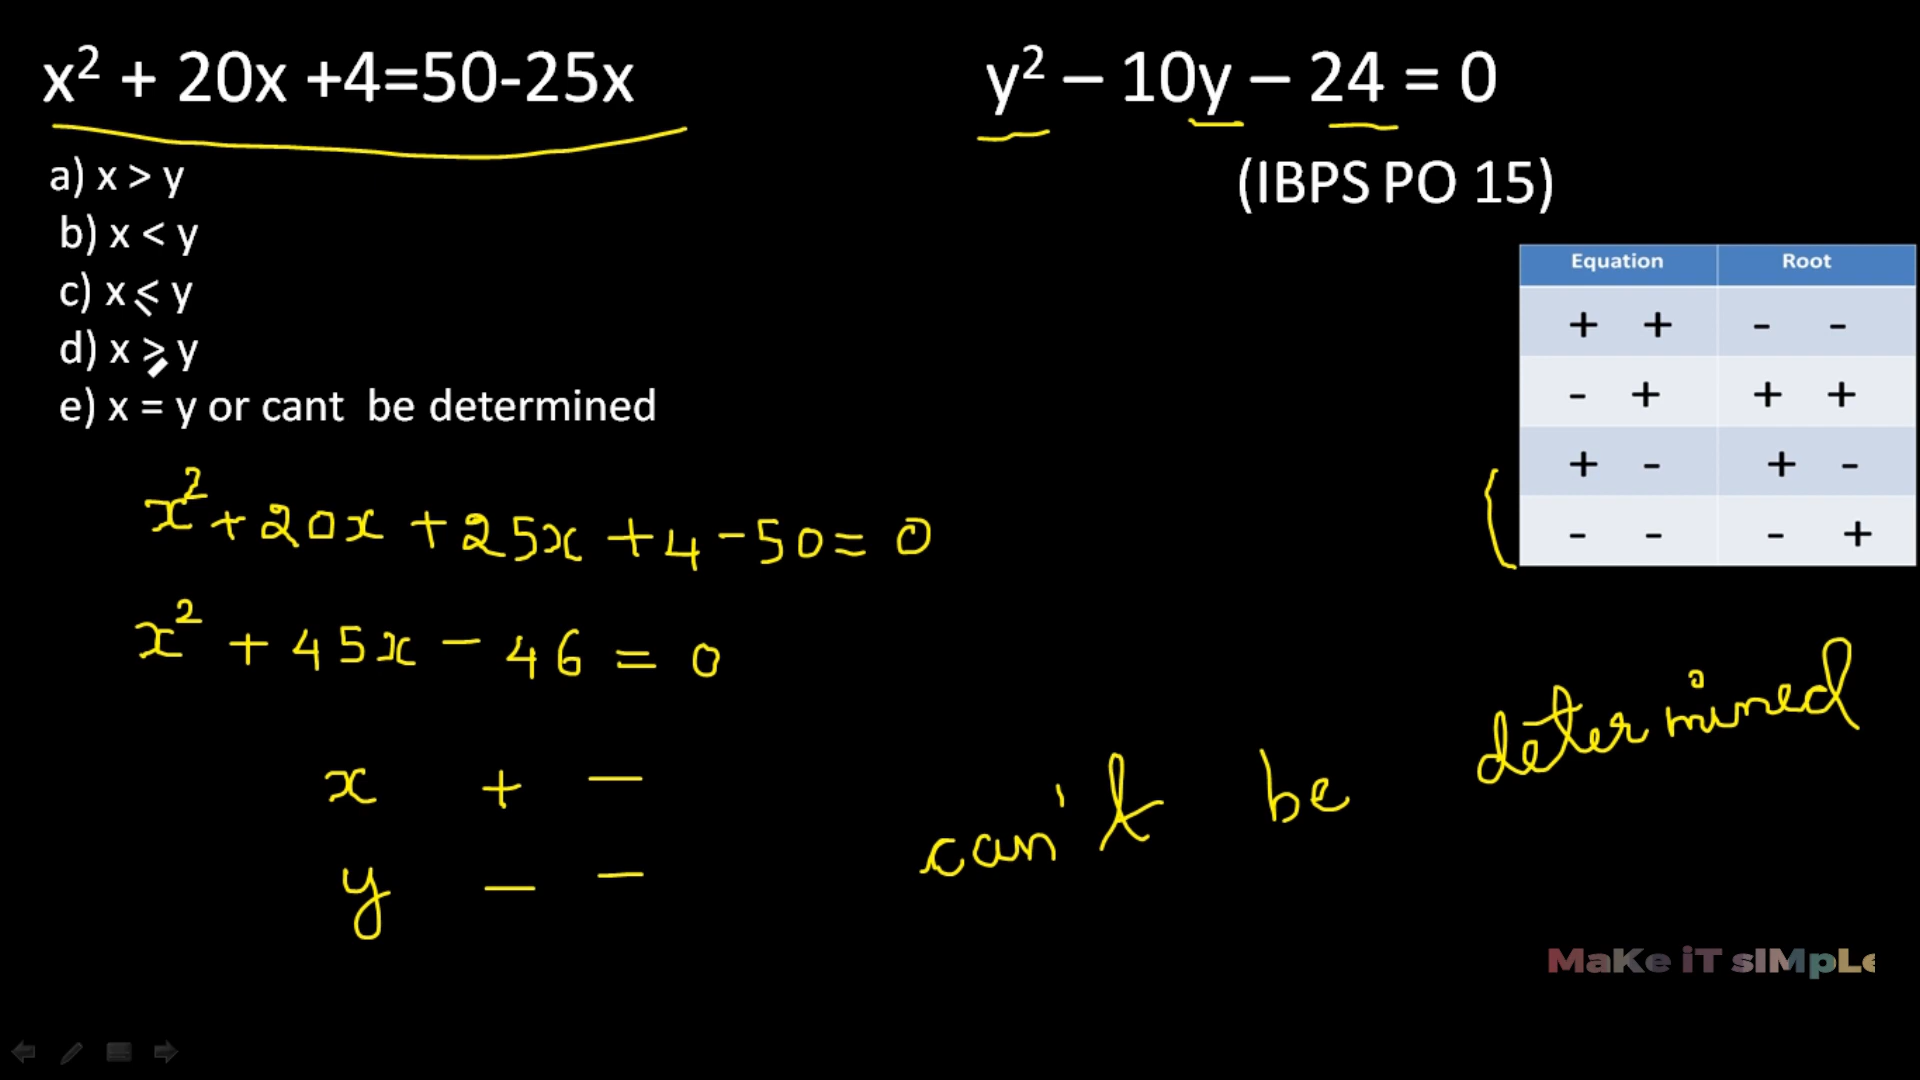 x² + 20x +4=50-25x
y² – 10y – 24 = 0
(IBPS PO 15)
a) x > y
b) x < y
c) x ≤ y
d) x ≥ y
e) x = y or cant be determined
Equation Root
+ + - -
- + + +
+ - + -
- - - +
x² + 20x + 25x + 4 - 50 = 0
x² + 45x - 46 = 0
x + -
y - -
can't be determined
MaKe iT sIMpLe